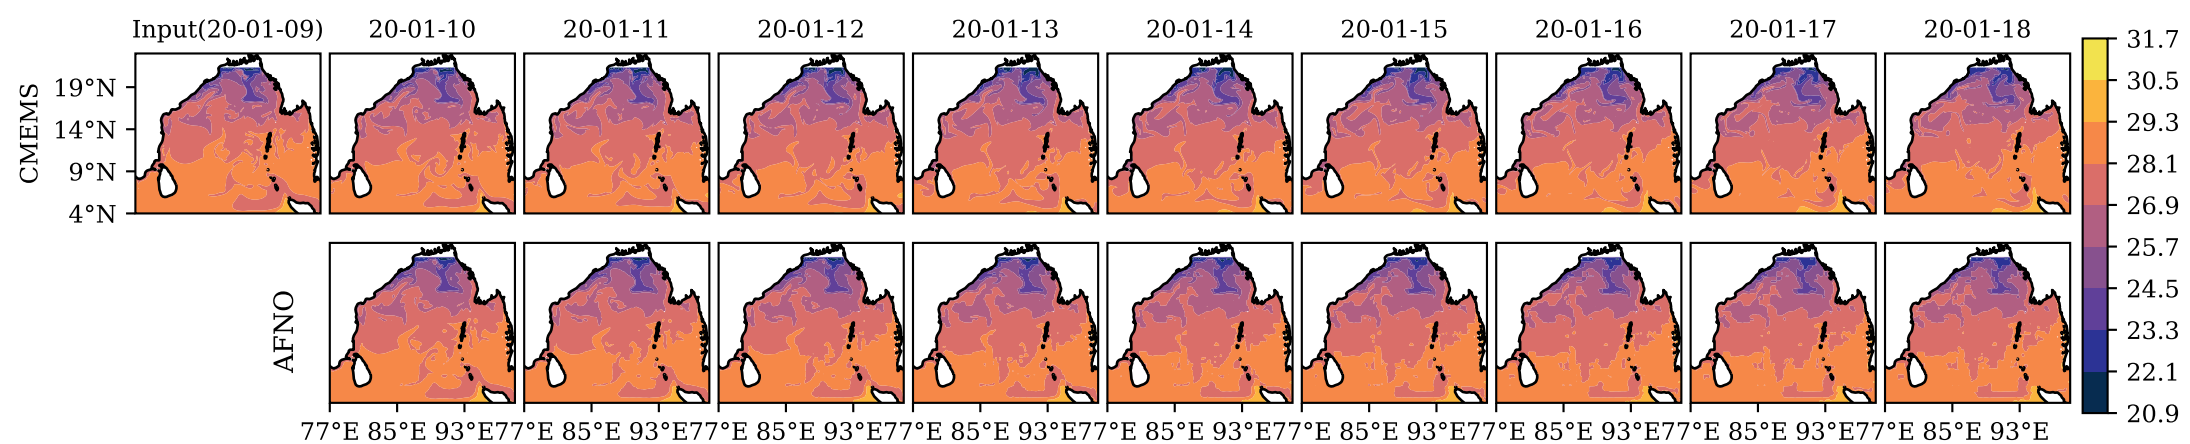 Input(20-01-09) 20-01-10 20-01-11 20-01-12 20-01-13 20-01-14 20-01-15 20-01-16 20-01-17 20-01-18
CMEMS
19°N
14°N
9°N
4°N
AFNO
77°E 85°E 93°E77°E 85°E 93°E77°E 85°E 93°E77°E 85°E 93°E77°E 85°E 93°E77°E 85°E 93°E77°E 85°E 93°E77°E 85°E 93°E77°E 85°E 93°E
31.7
30.5
29.3
28.1
26.9
25.7
24.5
23.3
22.1
20.9